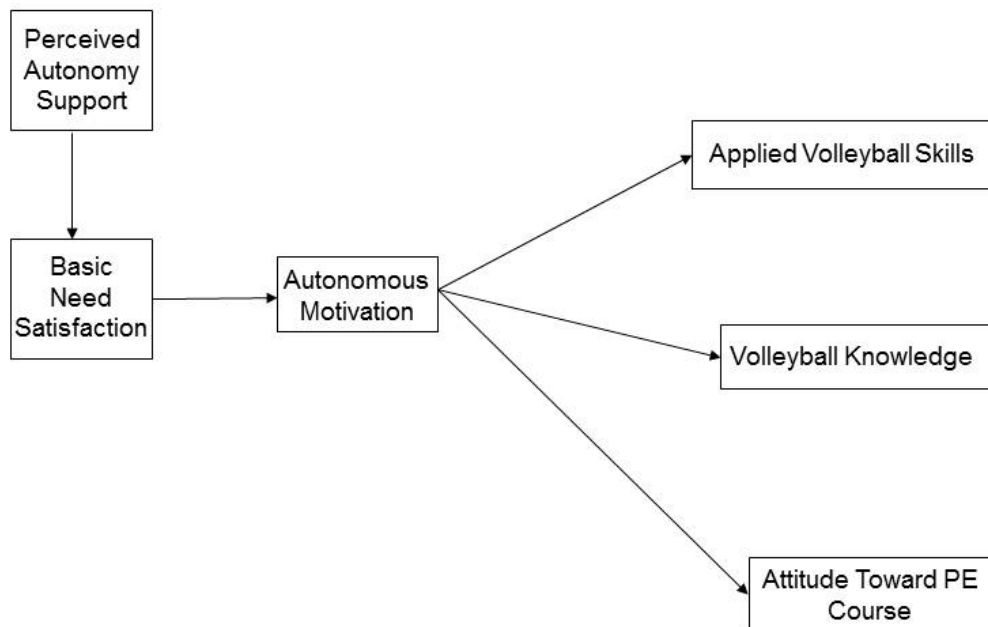 Perceived
Autonomy
Support
Basic
Need
Satisfaction
Autonomous
Motivation
Applied Volleyball Skills
Volleyball Knowledge
Attitude Toward PE
Course